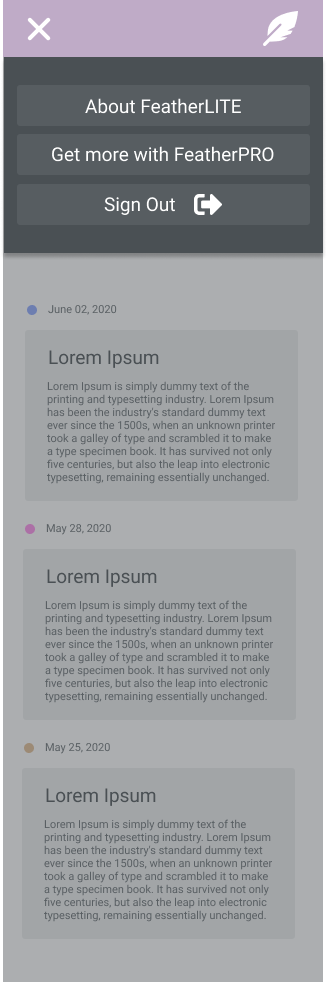 About FeatherLITE
Get more with FeatherPRO
Sign Out
June 02, 2020
Lorem Ipsum
Lorem Ipsum is simply dummy text of the
printing and typesetting industry. Lorem Ipsum
has been the industry's standard dummy text
ever since the 1500s, when an unknown printer
took a galley of type and scrambled it to make
a type specimen book. It has survived not only
five centuries, but also the leap into electronic
typesetting, remaining essentially unchanged.
May 28, 2020
Lorem Ipsum
Lorem Ipsum is simply dummy text of the
printing and typesetting industry. Lorem Ipsum
has been the industry's standard dummy text
ever since the 1500s, when an unknown printer
took a galley of type and scrambled it to make
a type specimen book. It has survived not only
five centuries, but also the leap into electronic
typesetting, remaining essentially unchanged.
May 25, 2020
Lorem Ipsum
Lorem Ipsum is simply dummy text of the
printing and typesetting industry. Lorem Ipsum
has been the industry's standard dummy text
ever since the 1500s, when an unknown printer
took a galley of type and scrambled it to make
a type specimen book. It has survived not only
five centuries, but also the leap into electronic
typesetting, remaining essentially unchanged.